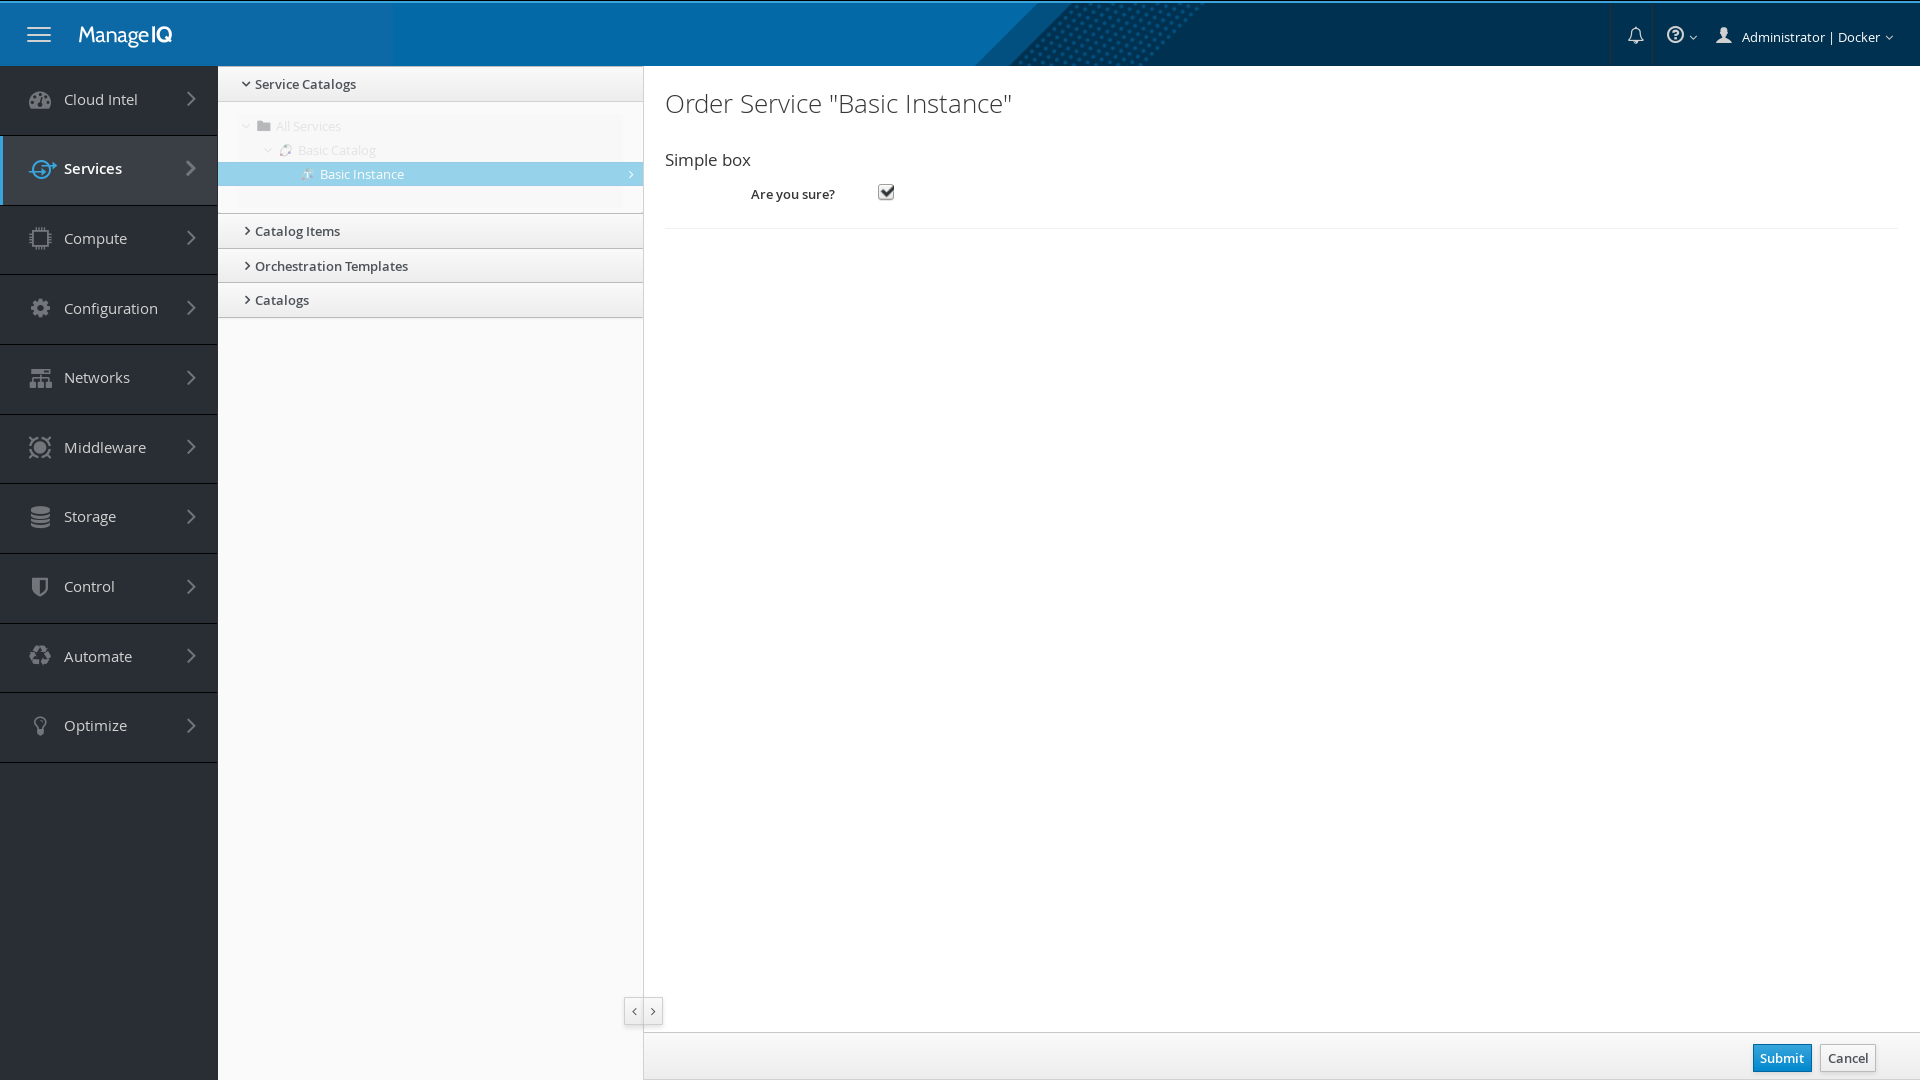 ManageIQ
Administrator | Docker
Cloud Intel
Services
Compute
Configuration
Networks
Middleware
Storage
Control
Automate
Optimize
Service Catalogs
All Services
Basic Catalog
Basic Instance
Catalog Items
Orchestration Templates
Catalogs
Order Service "Basic Instance"
Simple box
Are you sure?
Submit
Cancel